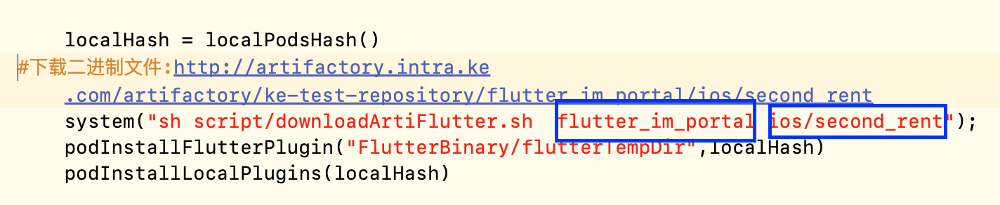 localHash = localPodsHash()
#下载二进制文件:http://artifactory.intra.ke
.com/artifactory/ke-test-repository/flutter_im_portal/ios/second_rent
system("sh script/downloadArtiFlutter.sh  flutter_im_portal ios/second_rent");
podInstallFlutterPlugin("FlutterBinary/flutterTempDir",localHash)
podInstallLocalPlugins(localHash)